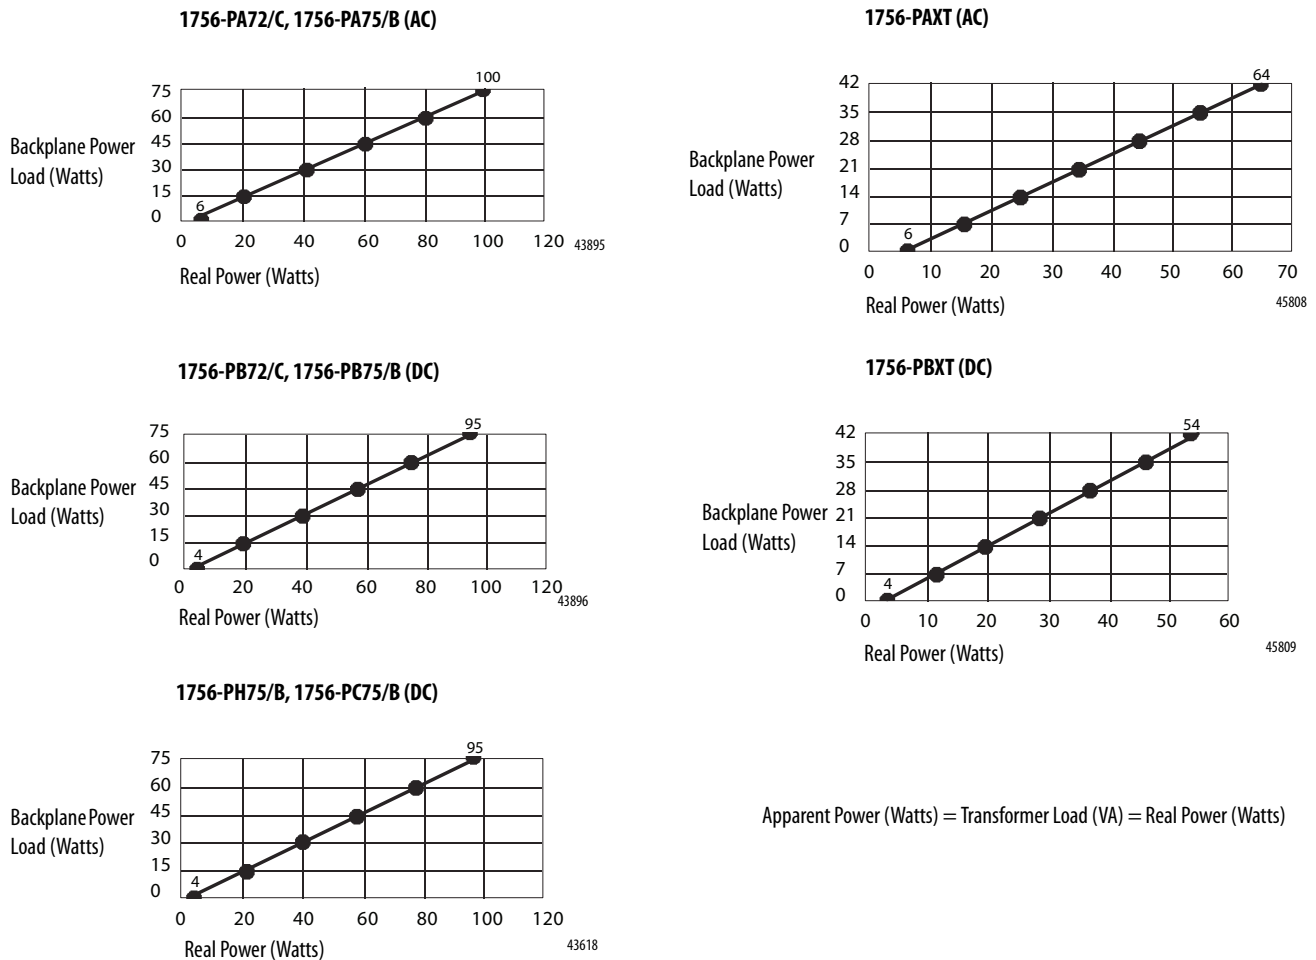 1756-PA72/C, 1756-PA75/B (AC)
100
75
60
45
30
15
0
Backplane Power
Load (Watts)
6
0 20 40 60 80 100 120
43895
Real Power (Watts)
1756-PAXT (AC)
64
42
35
28
21
14
7
0
Backplane Power
Load (Watts)
6
0 10 20 30 40 50 60 70
Real Power (Watts)
45808
1756-PB72/C, 1756-PB75/B (DC)
95
75
60
45
30
15
0
Backplane Power
Load (Watts)
4
0 20 40 60 80 100 120
43896
Real Power (Watts)
1756-PBXT (DC)
54
42
35
28
21
14
7
0
Backplane Power
Load (Watts)
4
0 10 20 30 40 50 60
Real Power (Watts)
45809
1756-PH75/B, 1756-PC75/B (DC)
95
75
60
45
30
15
0
Backplane Power
Load (Watts)
4
0 20 40 60 80 100 120
Real Power (Watts)
43618
Apparent Power (Watts) = Transformer Load (VA) = Real Power (Watts)